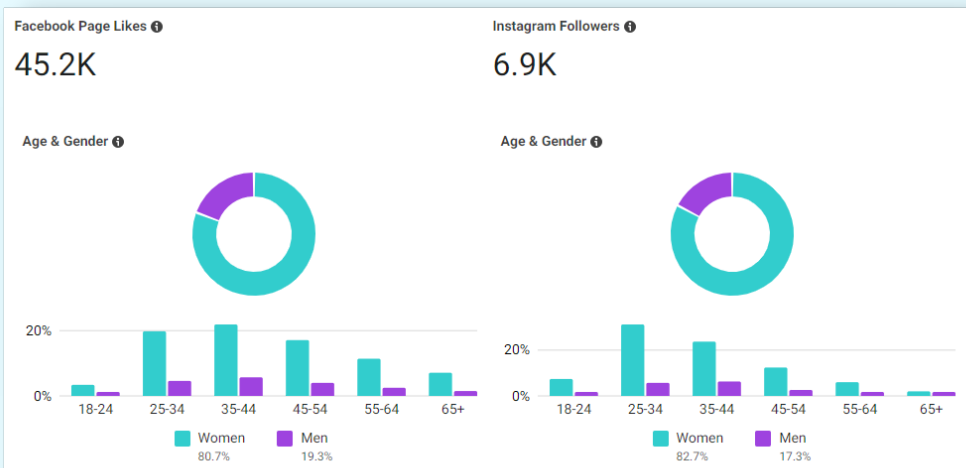 Facebook Page Likes
45.2K
Age & Gender
20%
0%
18-24 25-34 35-44 45-54 55-64 65+
Women Men
80.7% 19.3%
Instagram Followers
6.9K
Age & Gender
20%
0%
18-24 25-34 35-44 45-54 55-64 65+
Women Men
82.7% 17.3%